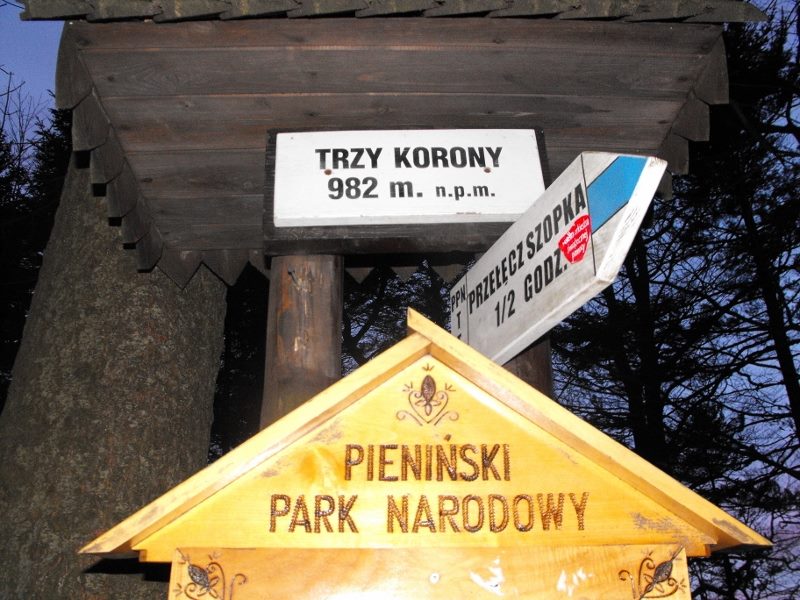 TRZY KORONY
982 m. n.p.m.
PPN
T
PRZEŁĘCZ SZOPKA
1/2 GODZ.
PIENIŃSKI
PARK NARODOWY